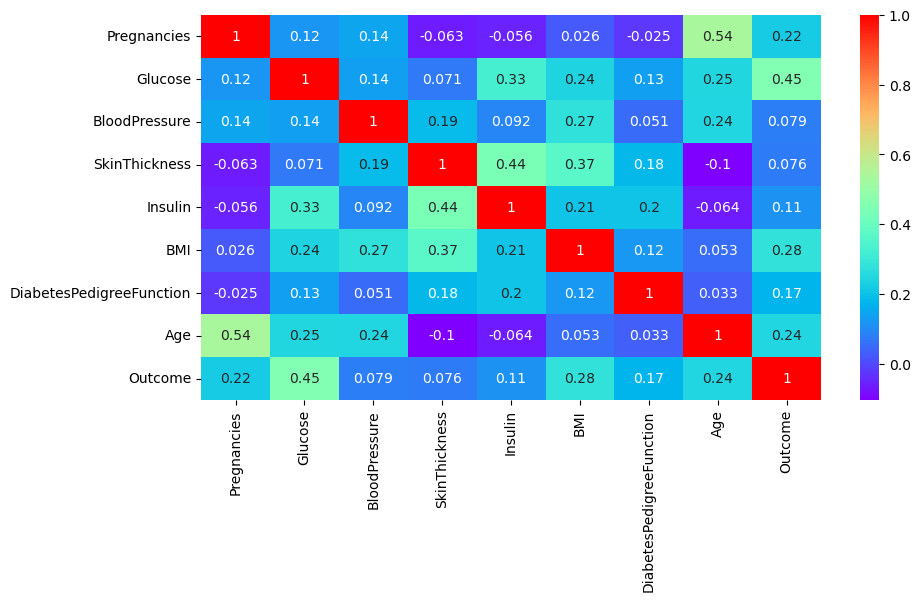 Pregnancies 1 0.12 0.14 -0.063 -0.056 0.026 -0.025 0.54 0.22
Glucose 0.12 1 0.14 0.071 0.33 0.24 0.13 0.25 0.45
BloodPressure 0.14 0.14 1 0.19 0.092 0.27 0.051 0.24 0.079
SkinThickness -0.063 0.071 0.19 1 0.44 0.37 0.18 -0.1 0.076
Insulin -0.056 0.33 0.092 0.44 1 0.21 0.2 -0.064 0.11
BMI 0.026 0.24 0.27 0.37 0.21 1 0.12 0.053 0.28
DiabetesPedigreeFunction -0.025 0.13 0.051 0.18 0.2 0.12 1 0.033 0.17
Age 0.54 0.25 0.24 -0.1 -0.064 0.053 0.033 1 0.24
Outcome 0.22 0.45 0.079 0.076 0.11 0.28 0.17 0.24 1
Pregnancies
Glucose
BloodPressure
SkinThickness
Insulin
BMI
DiabetesPedigreeFunction
Age
Outcome
1.0
0.8
0.6
0.4
0.2
0.0